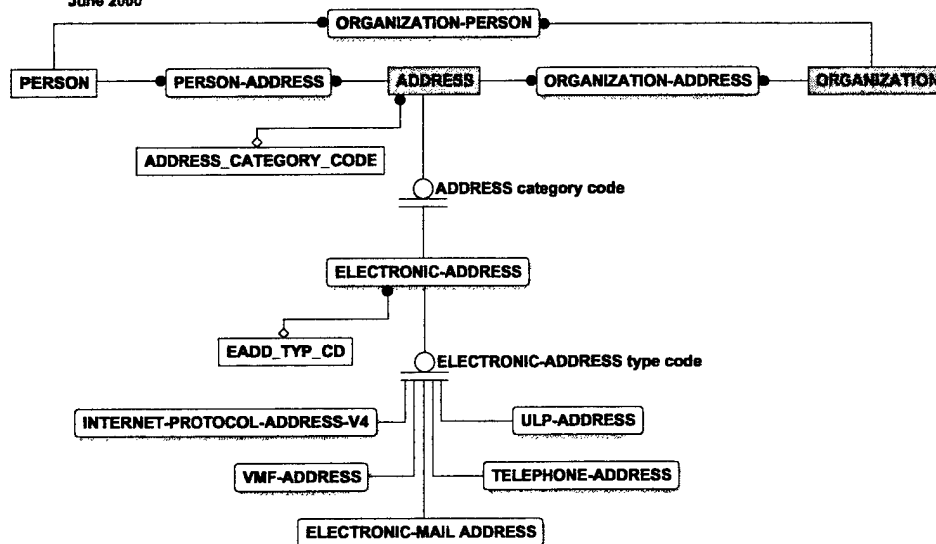 June 2000
ORGANIZATION-PERSON
PERSON
PERSON-ADDRESS
ADDRESS
ORGANIZATION-ADDRESS
ORGANIZATION
ADDRESS_CATEGORY_CODE
ADDRESS category code
ELECTRONIC-ADDRESS
EADD_TYP_CD
ELECTRONIC-ADDRESS type code
INTERNET-PROTOCOL-ADDRESS-V4
ULP-ADDRESS
VMF-ADDRESS
TELEPHONE-ADDRESS
ELECTRONIC-MAIL ADDRESS